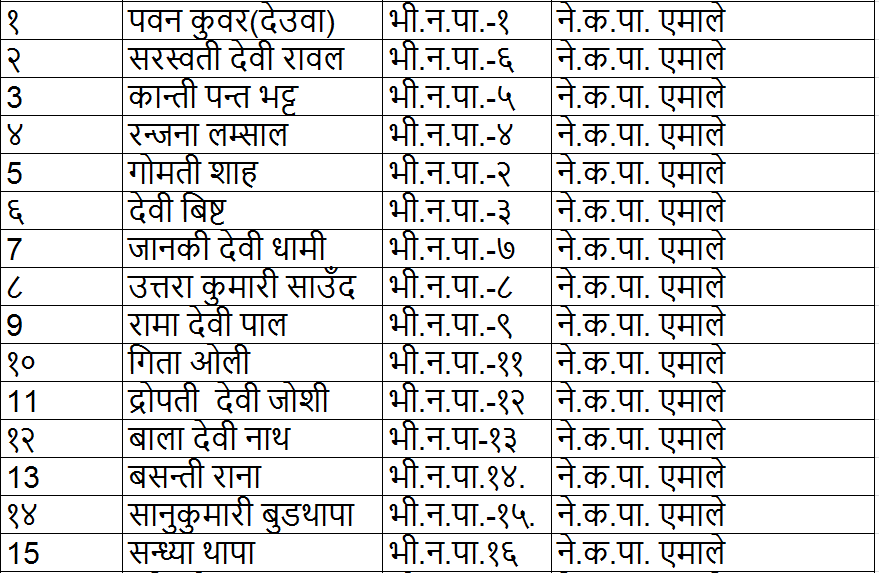 १ पवन कुवर(देउवा) भी.न.पा.-१ ने.क.पा. एमाले
२ सरस्वती देवी रावल भी.न.पा.-६ ने.क.पा. एमाले
3 कान्ती पन्त भट्ट भी.न.पा.-५ ने.क.पा. एमाले
४ रन्जना लम्साल भी.न.पा.-४ ने.क.पा. एमाले
5 गोमती शाह भी.न.पा.-२ ने.क.पा. एमाले
६ देवी बिष्ट भी.न.पा.-३ ने.क.पा. एमाले
7 जानकी देवी धामी भी.न.पा.-७ ने.क.पा. एमाले
८ उत्तरा कुमारी साउँद भी.न.पा.-८ ने.क.पा. एमाले
9 रामा देवी पाल भी.न.पा.-९ ने.क.पा. एमाले
१० गिता ओली भी.न.पा.-११ ने.क.पा. एमाले
11 द्रोपती देवी जोशी भी.न.पा.-१२ ने.क.पा. एमाले
१२ बाला देवी नाथ भी.न.पा-१३ ने.क.पा. एमाले
13 बसन्ती राना भी.न.पा.१४. ने.क.पा. एमाले
१४ सानुकुमारी बुडथापा भी.न.पा.-१५. ने.क.पा. एमाले
15 सन्ध्या थापा भी.न.पा.१६ ने.क.पा. एमाले